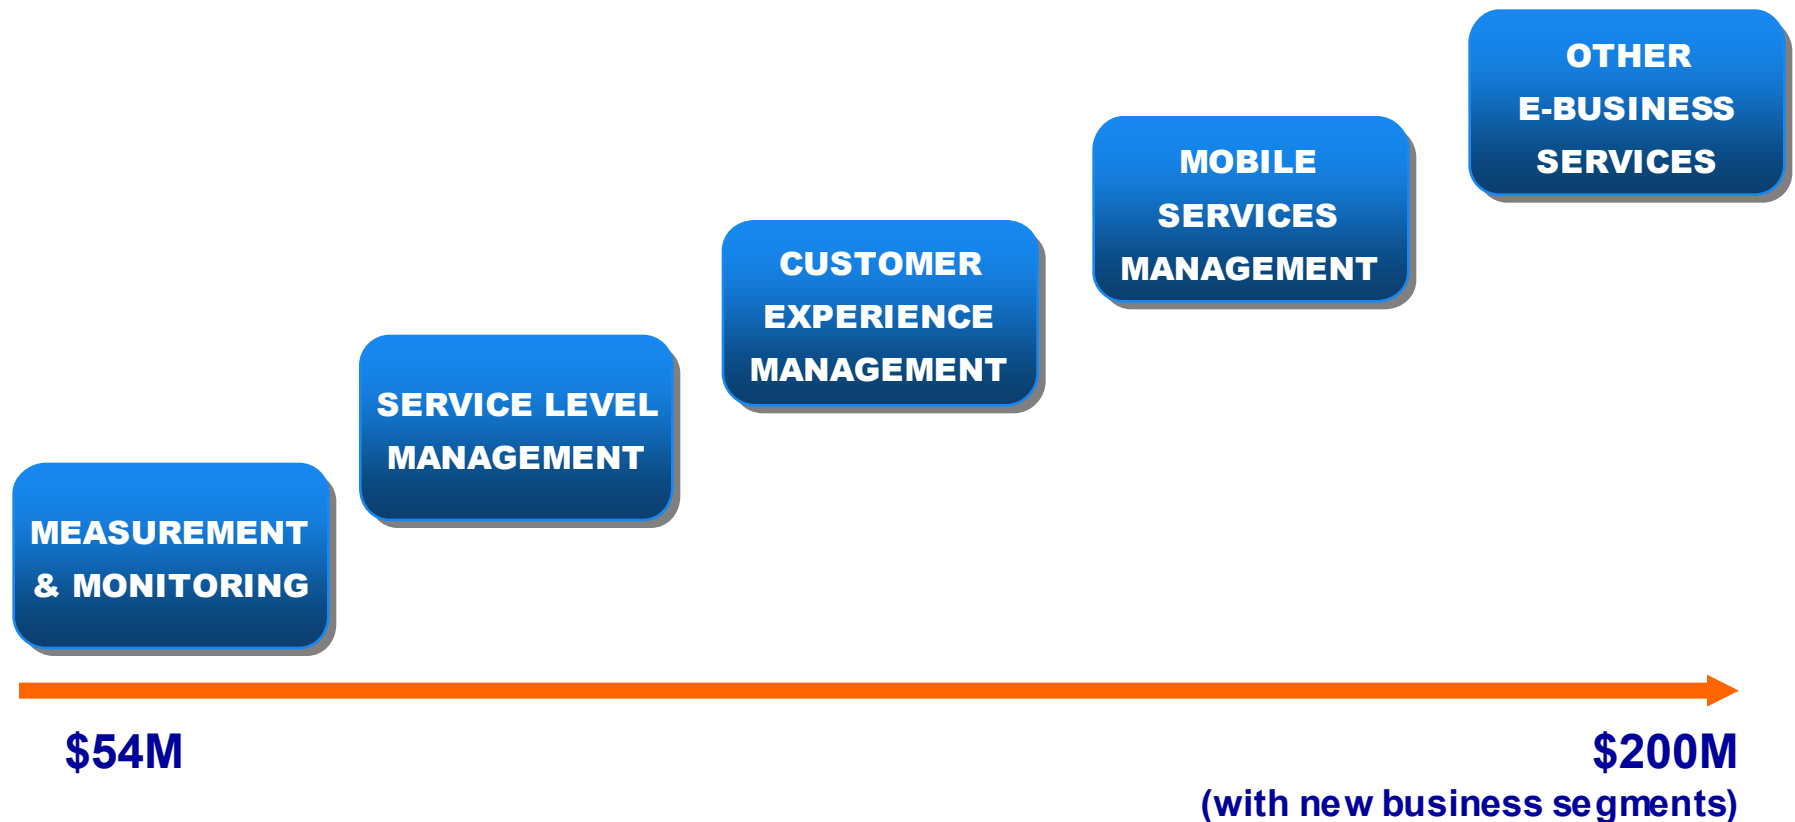 MEASUREMENT
& MONITORING
SERVICE LEVEL
MANAGEMENT
CUSTOMER
EXPERIENCE
MANAGEMENT
MOBILE
SERVICES
MANAGEMENT
OTHER
E-BUSINESS
SERVICES
$54M
$200M
(with new business segments)